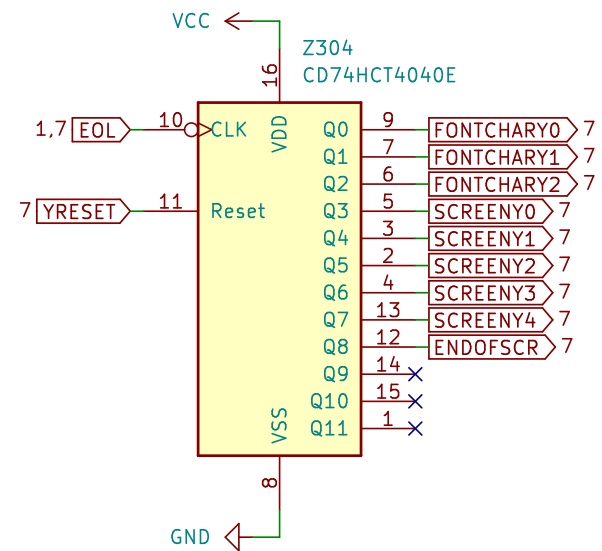 VCC
Z304
CD74HCT4040E
16
1,7 EOL 10 CLK VDD Q0 9 FONTCHARY0 7
Q1 7 FONTCHARY1 7
Q2 6 FONTCHARY2 7
7 YRESET 11 Reset Q3 5 SCREENY0 7
Q4 3 SCREENY1 7
Q5 2 SCREENY2 7
Q6 4 SCREENY3 7
Q7 13 SCREENY4 7
Q8 12 ENDOFSCR 7
Q9 14
Q10 15
VSS Q11 1
8
GND